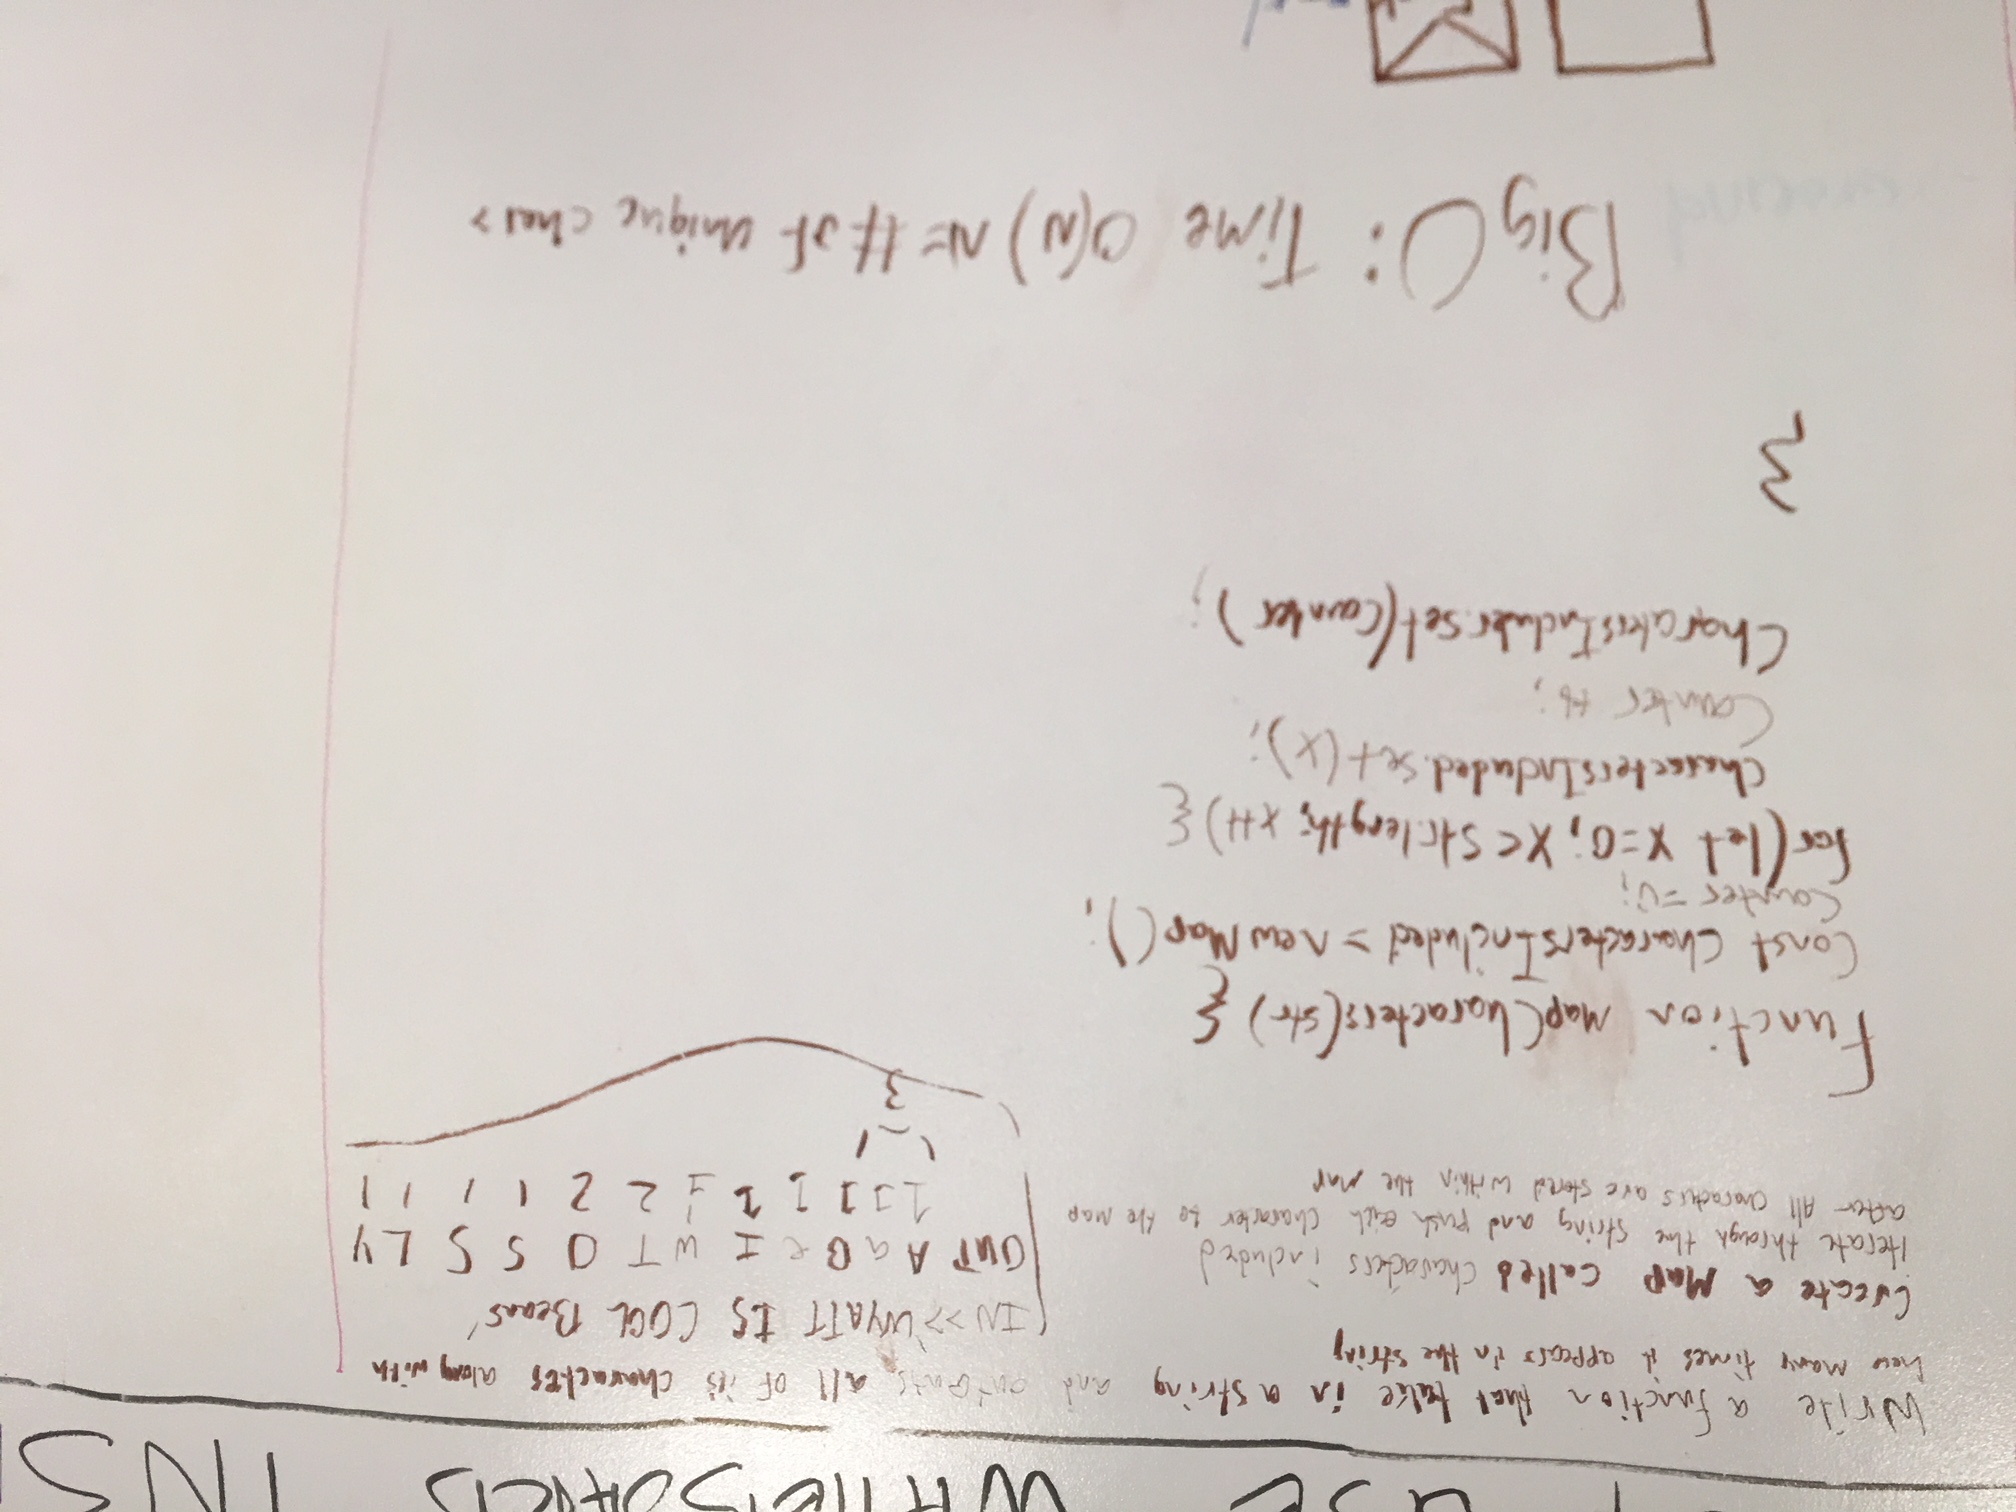 USE WHITEBOARD INS
Write a function that take in a string and outputs all of its characters along with
how many times it appears in the string
Create a Map called characters included
Iterate through the string and push each character to the map
after All characters are stored within the Map
IN >> 'WYATT IS COOL Beans'
OUT A a B e I W T O S S L Y
1 1 1 1 1 1 2 2 1 1 1 1
3
Function MapCharacters(str) {
Const CharactersIncluded = new Map();
Counter = 0;
for(let X=0; X < str.length; x++) {
CharactersIncluded.set(x);
Counter ++;
CharatersIncluder.set(Counter);
}
Big O: Time O(N) N= # of unique chars